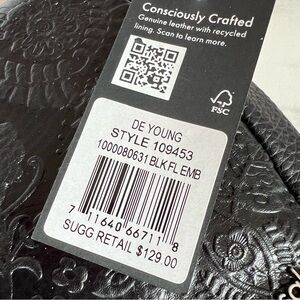 Consciously Crafted
Genuine leather with recycled
lining. Scan to learn more.
FSC
DE YOUNG
STYLE 109453
1000080631 BLK FL EMB
7 11640 66711 8
SUGG RETAIL $129.00